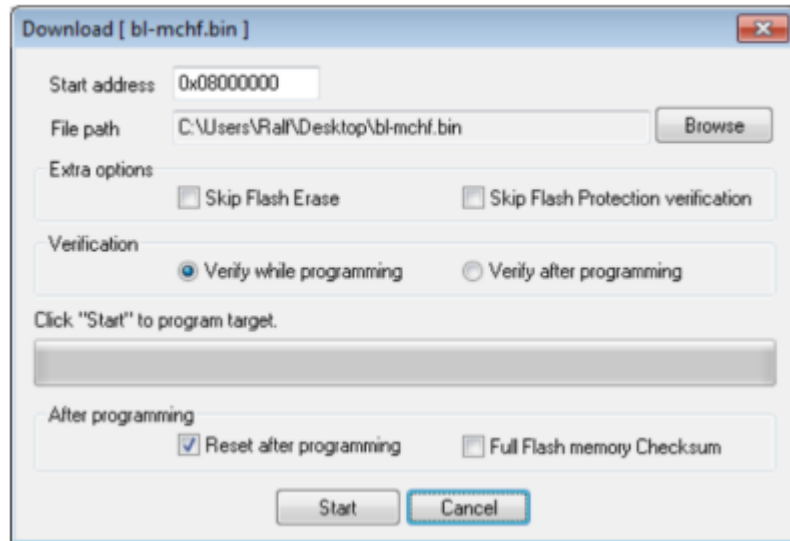 Download [ bl-mchf.bin ]
Start address 0x08000000
File path C:\Users\Ralf\Desktop\bl-mchf.bin Browse
Extra options
Skip Flash Erase Skip Flash Protection verification
Verification
Verify while programming Verify after programming
Click "Start" to program target.
After programming
Reset after programming Full Flash memory Checksum
Start Cancel